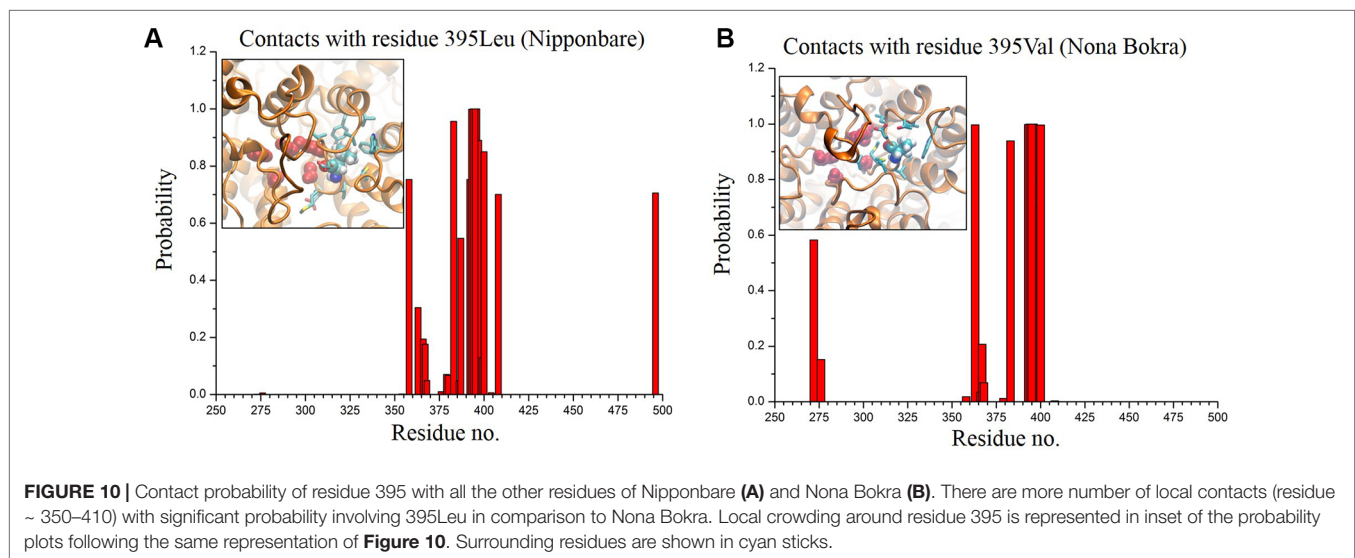 A
Contacts with residue 395Leu (Nipponbare)
1.2
1.0
0.8
0.6
0.4
0.2
0.0
Probability
250 275 300 325 350 375 400 425 450 475 500
Residue no.
B
Contacts with residue 395Val (Nona Bokra)
1.2
1.0
0.8
0.6
0.4
0.2
0.0
Probability
250 275 300 325 350 375 400 425 450 475 500
Residue no.
FIGURE 10 | Contact probability of residue 395 with all the other residues of Nipponbare (A) and Nona Bokra (B). There are more number of local contacts (residue
~ 350–410) with significant probability involving 395Leu in comparison to Nona Bokra. Local crowding around residue 395 is represented in inset of the probability
plots following the same representation of Figure 10. Surrounding residues are shown in cyan sticks.